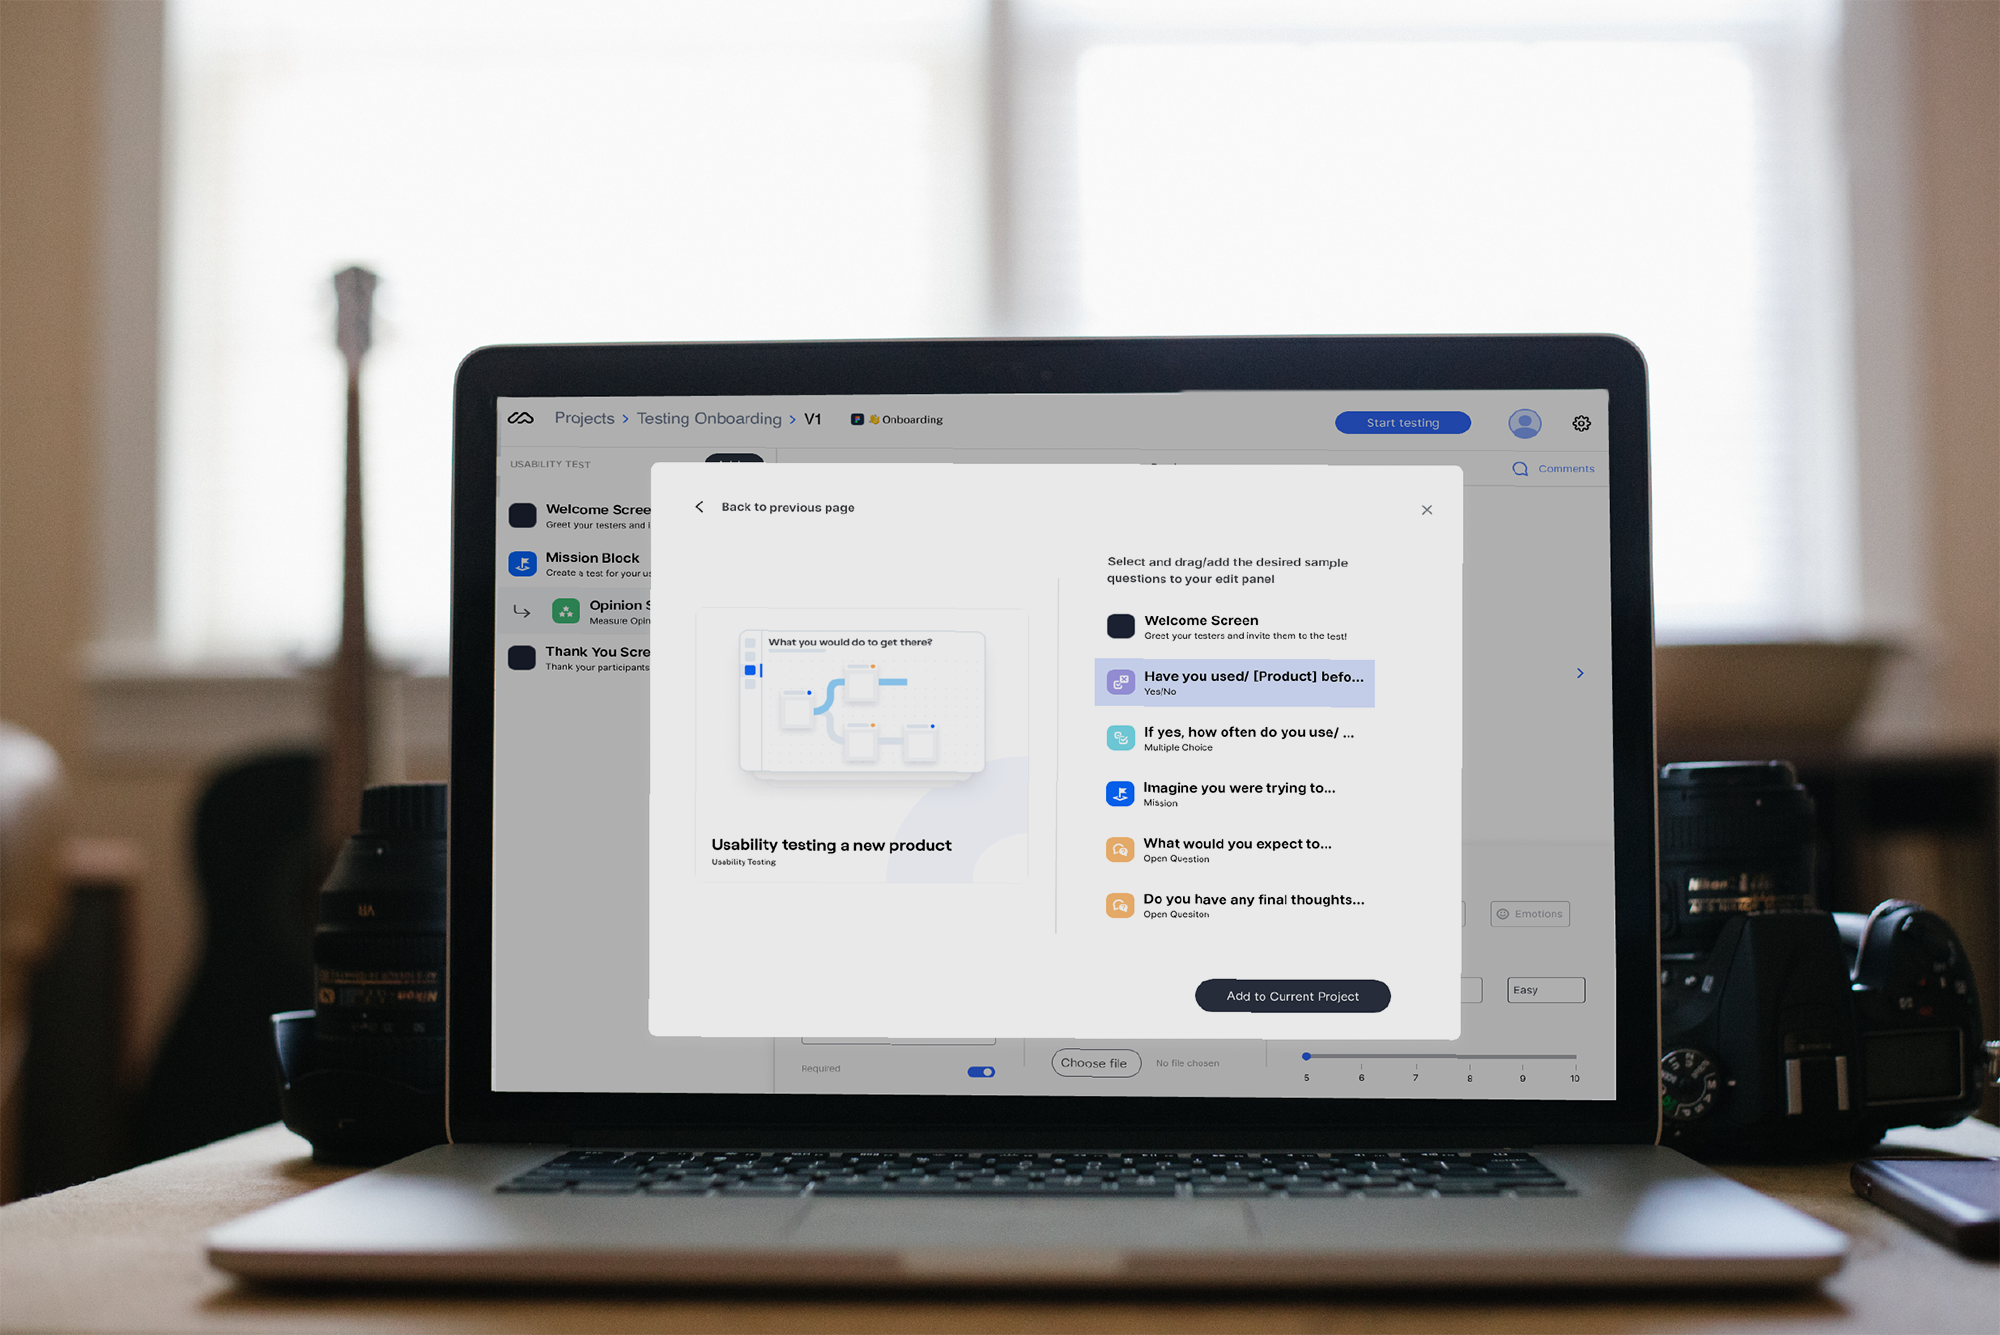 Projects > Testing Onboarding > V1
Onboarding
Start testing
USABILITY TEST
Comments
Welcome Scree
Greet your testers and i
Mission Block
Create a test for your us
Opinion S
Measure Opin
Thank You Scre
Thank your participants
Back to previous page
What you would do to get there?
Usability testing a new product
Usability Testing
Select and drag/add the desired sample
questions to your edit panel
Welcome Screen
Greet your testers and invite them to the test!
Have you used/ [Product] befo...
Yes/No
If yes, how often do you use/ ...
Multiple Choice
Imagine you were trying to...
Mission
What would you expect to...
Open Question
Do you have any final thoughts...
Open Quesiton
Add to Current Project
Emotions
Easy
Required
Choose file
No file chosen
5 6 7 8 9 10
VR
Nikon
Nikon